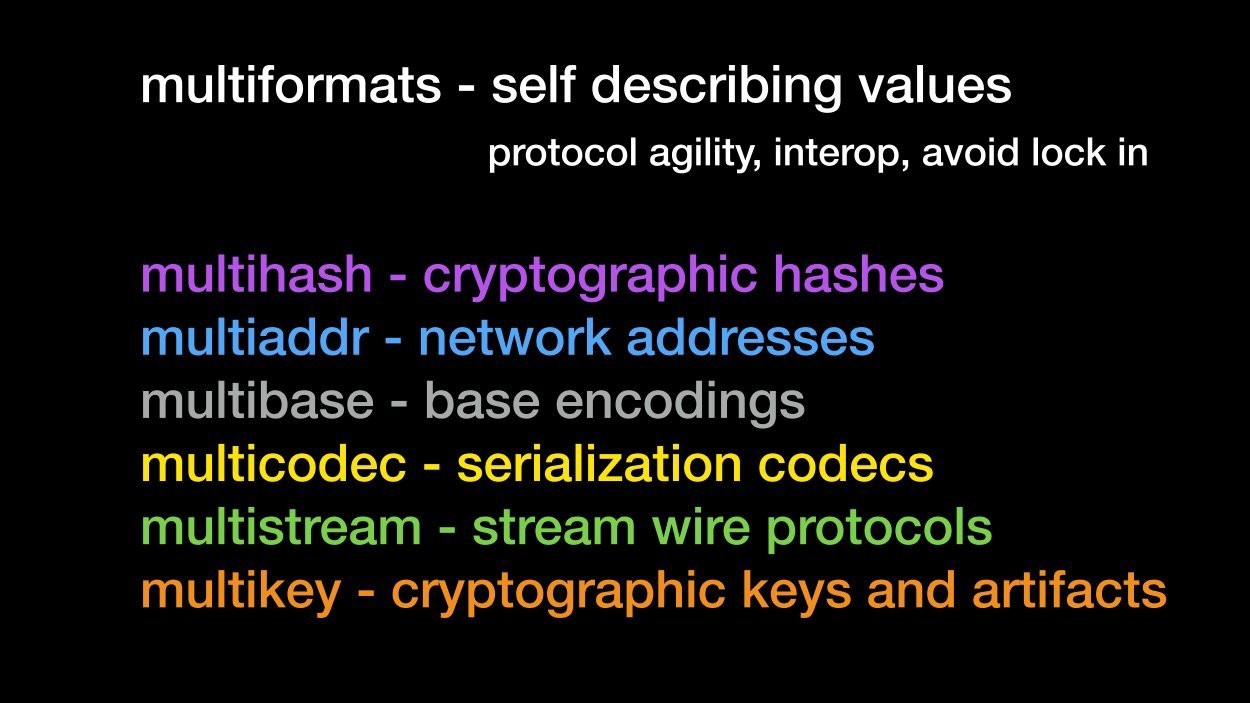 multiformats - self describing values
protocol agility, interop, avoid lock in
multihash - cryptographic hashes
multiaddr - network addresses
multibase - base encodings
multicodec - serialization codecs
multistream - stream wire protocols
multikey - cryptographic keys and artifacts